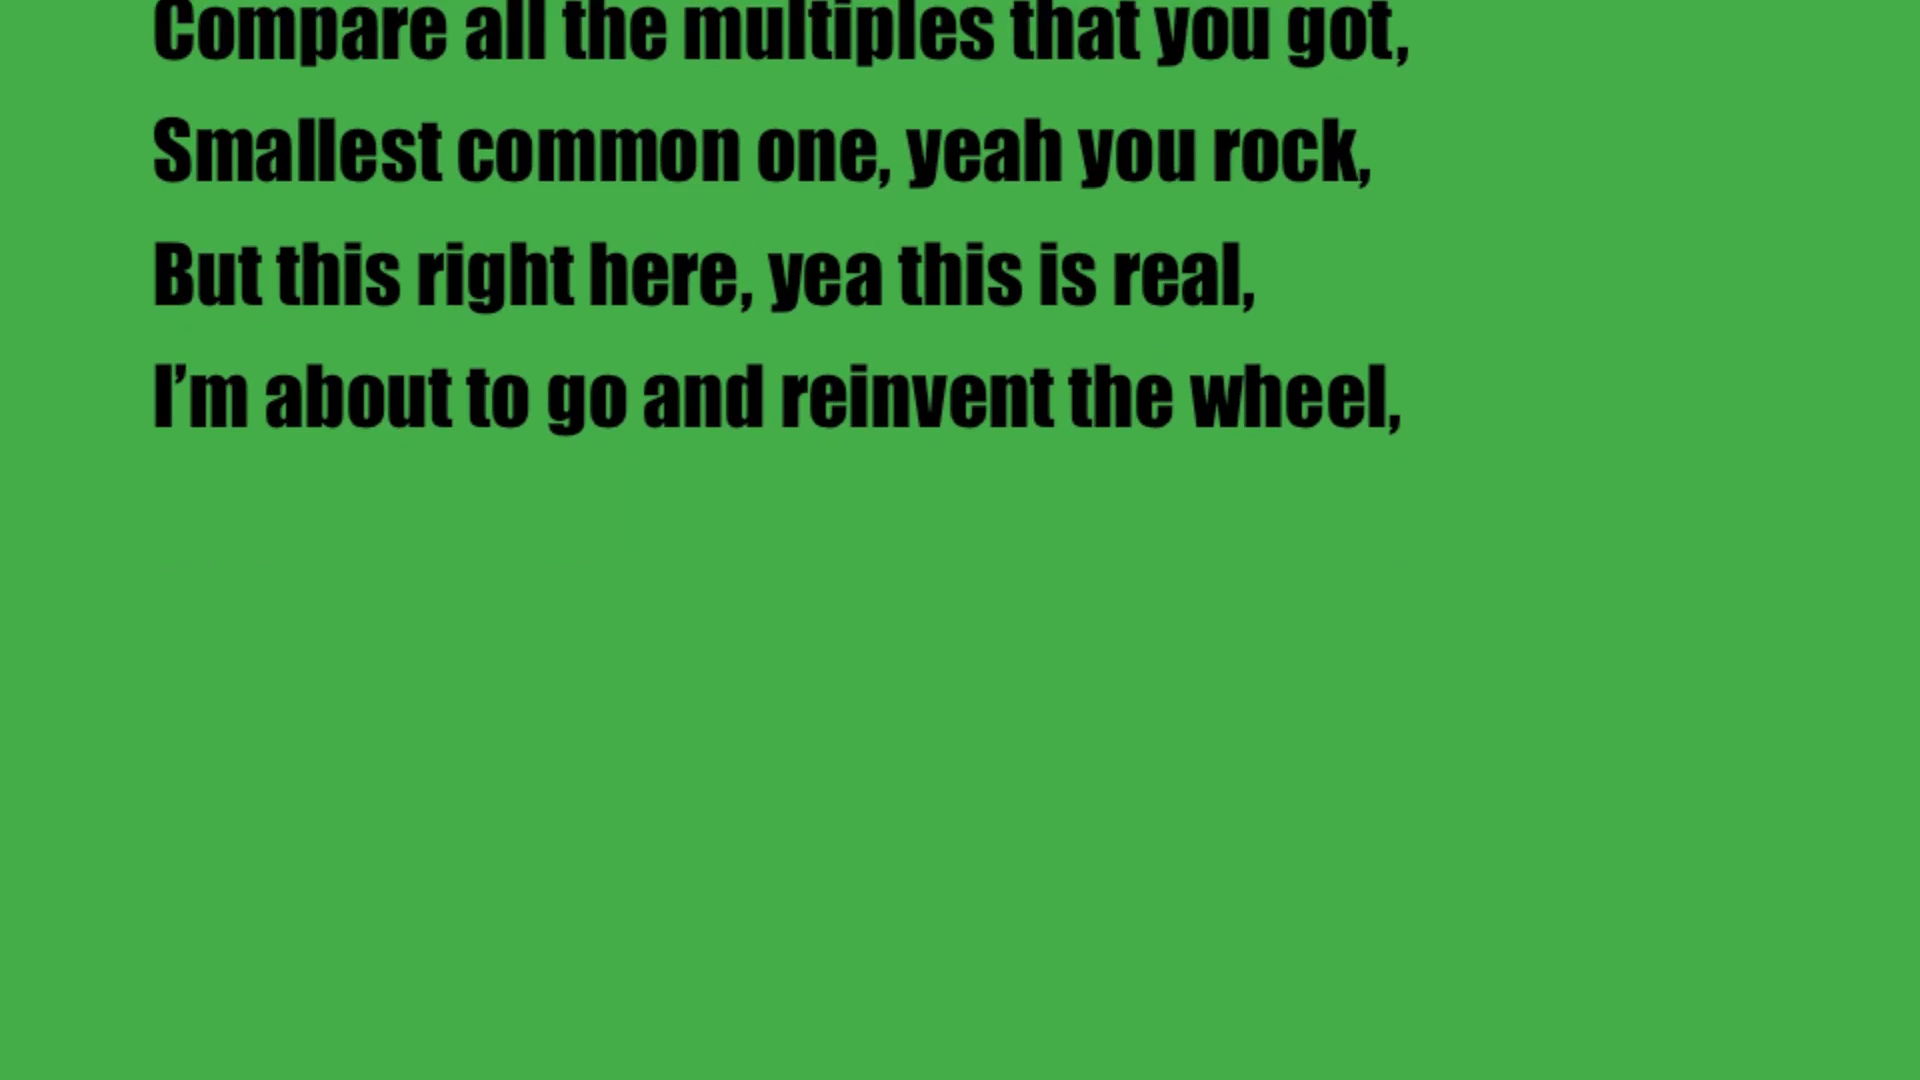 Compare all the multiples that you got,
Smallest common one, yeah you rock,
But this right here, yea this is real,
I’m about to go and reinvent the wheel,